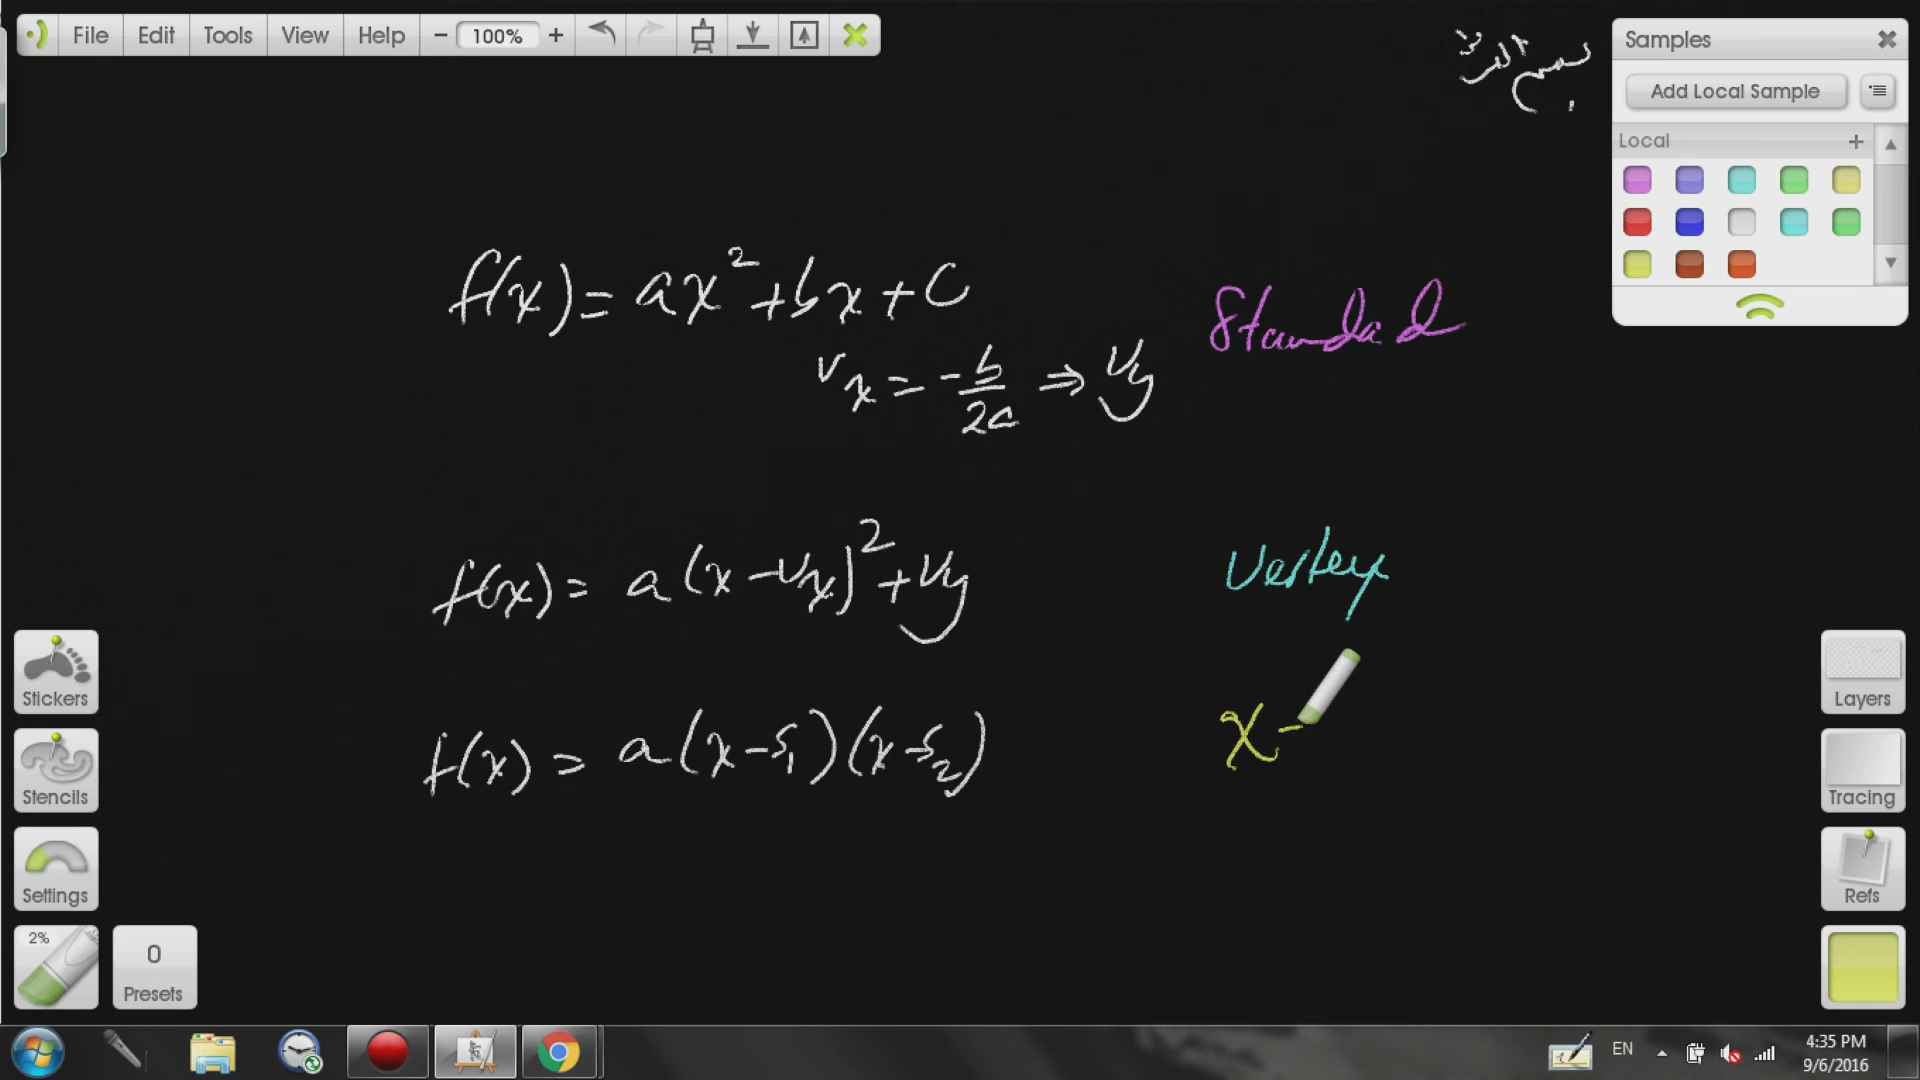 File Edit Tools View Help − 100% +
Samples
Add Local Sample
Local +
بسم الله
f(x) = ax² + bx + c
Standad
Vx = -b/2a ⇒ Vy
f(x) = a(x - Vx)² + Vy
Vertex
f(x) = a(x - S₁)(x - S₂)
x-
Stickers
Stencils
Settings
2%
0
Presets
Layers
Tracing
Refs
EN
4:35 PM
9/6/2016